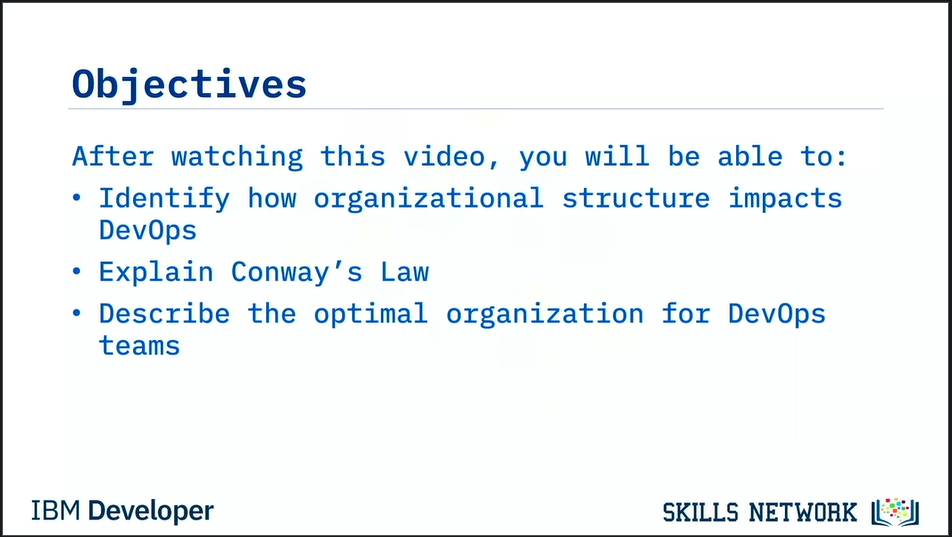 Objectives
After watching this video, you will be able to:
• Identify how organizational structure impacts
DevOps
• Explain Conway’s Law
• Describe the optimal organization for DevOps
teams
IBM Developer
SKILLS NETWORK